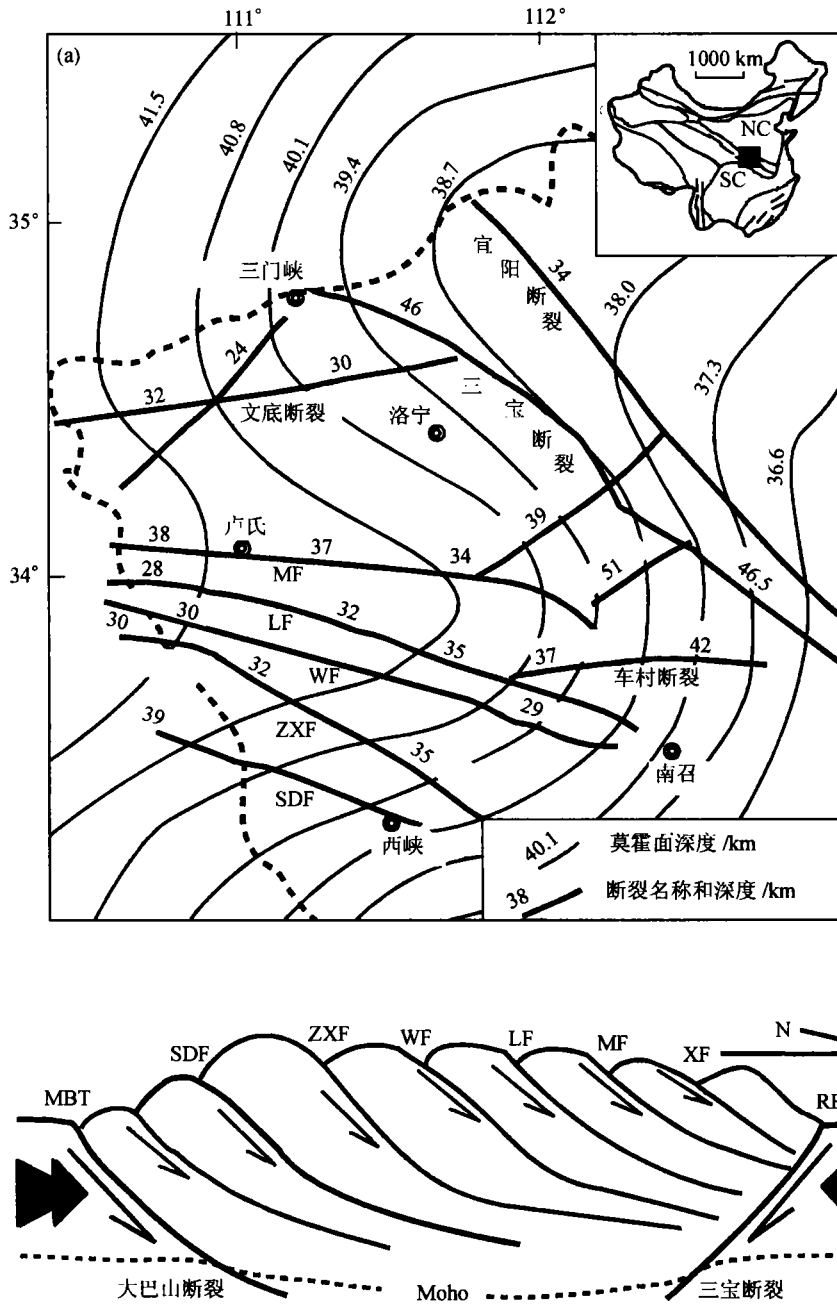 111°
112°
(a)
1000 km
NC
SC
41.5
40.8
40.1
39.4
38.7
35°
三门峡
宜阳断裂
34
46
38.0
24
30
32
文底断裂
三宝断裂
洛宁
37.3
36.6
39
卢氏
38
37
34
MF
51
46.5
34°
28
32
LF
30
35
30
WF
37
42
车村断裂
32
29
ZXF
39
35
南召
SDF
西峡
40.1
莫霍面深度/km
38
断裂名称和深度/km
ZXF
WF
LF
MF
N
SDF
XF
MBT
大巴山断裂
Moho
三宝断裂